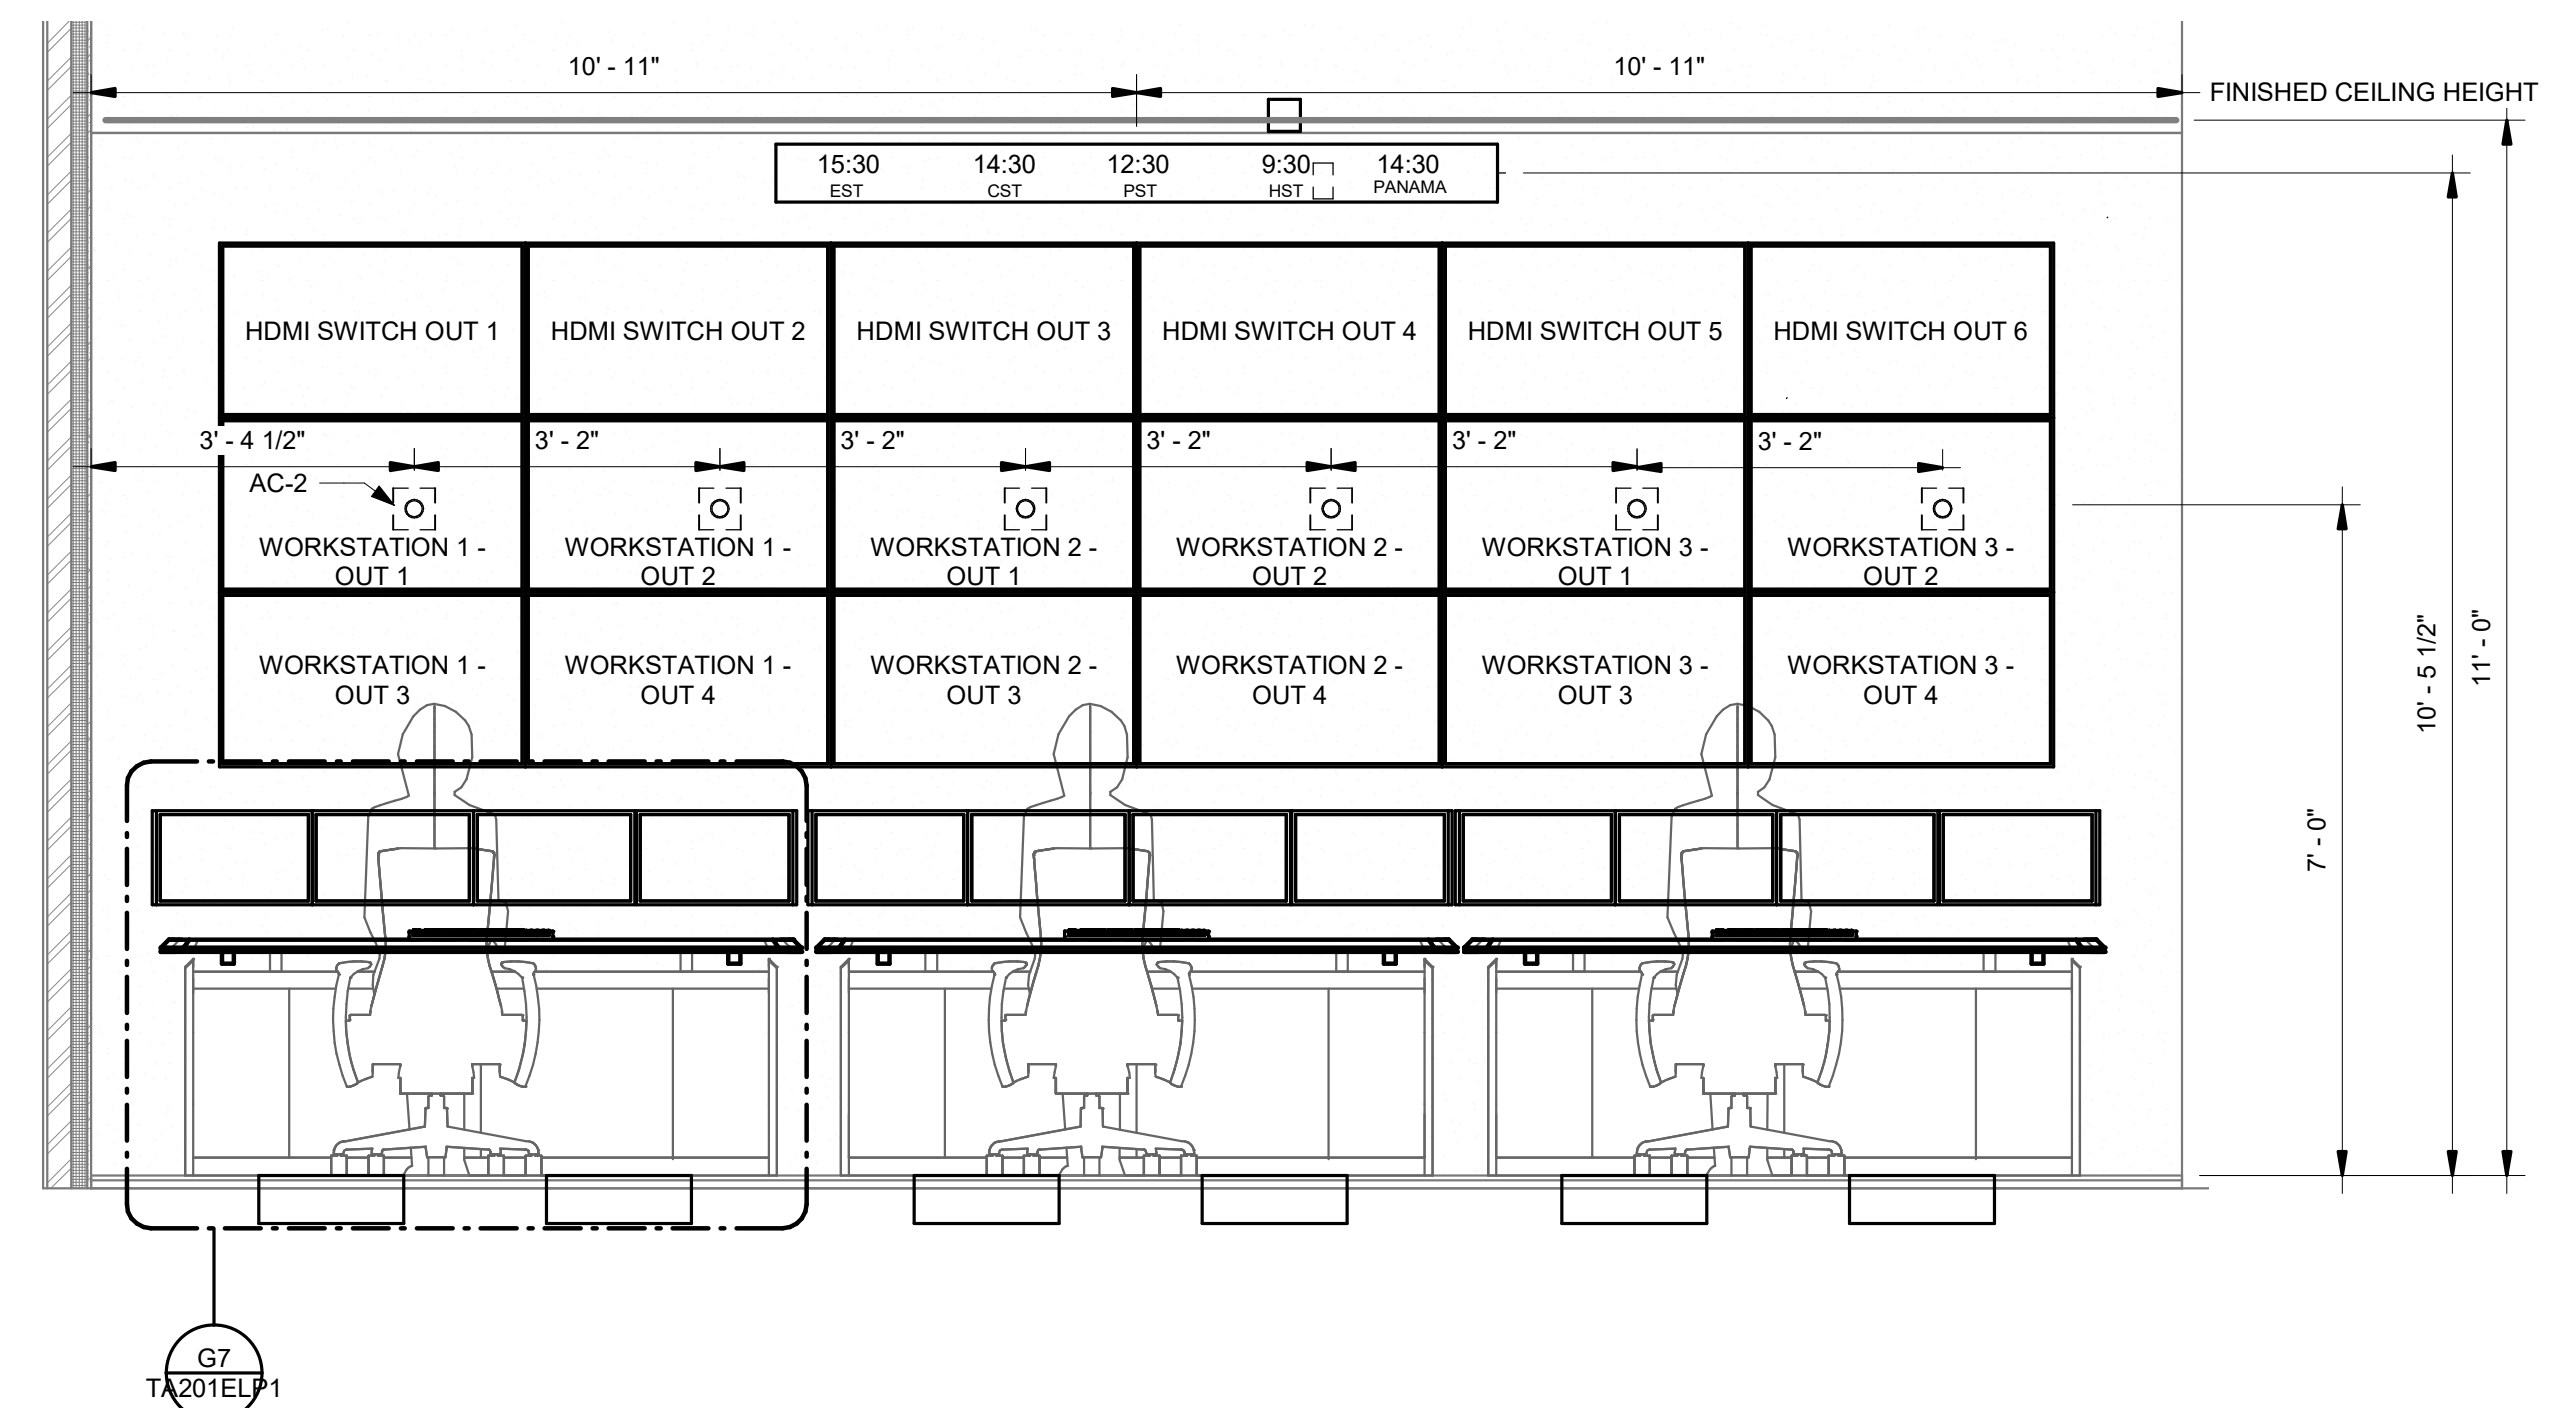 10' - 11" 10' - 11"
FINISHED CEILING HEIGHT
15:30 14:30 12:30 9:30 14:30
EST CST PST HST PANAMA
HDMI SWITCH OUT 1 HDMI SWITCH OUT 2 HDMI SWITCH OUT 3 HDMI SWITCH OUT 4 HDMI SWITCH OUT 5 HDMI SWITCH OUT 6
3' - 4 1/2" 3' - 2" 3' - 2" 3' - 2" 3' - 2" 3' - 2"
AC-2
WORKSTATION 1 - WORKSTATION 1 - WORKSTATION 2 - WORKSTATION 2 - WORKSTATION 3 - WORKSTATION 3 -
OUT 1 OUT 2 OUT 1 OUT 2 OUT 1 OUT 2
WORKSTATION 1 - WORKSTATION 1 - WORKSTATION 2 - WORKSTATION 2 - WORKSTATION 3 - WORKSTATION 3 -
OUT 3 OUT 4 OUT 3 OUT 4 OUT 3 OUT 4
7' - 0"
10' - 5 1/2"
11' - 0"
G7
TA201ELP1